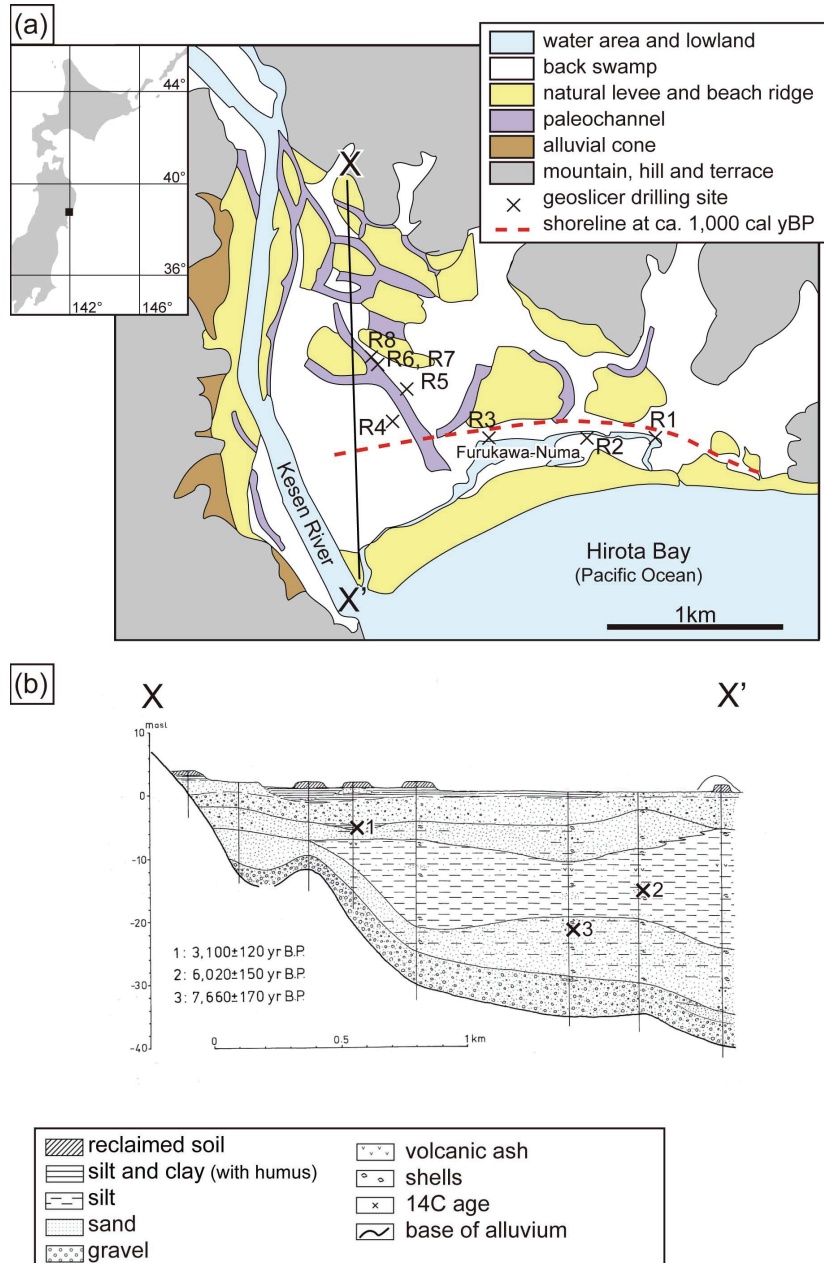 (a)
44°
40°
36°
142°
146°
water area and lowland
back swamp
natural levee and beach ridge
paleochannel
alluvial cone
mountain, hill and terrace
geoslicer drilling site
shoreline at ca. 1,000 cal yBP
X
R8
R6, R7
R5
R4
R3
R2
R1
Furukawa-Numa
Kesen River
X'
Hirota Bay
(Pacific Ocean)
1km
(b)
X
X'
masl
10
0
-10
-20
-30
-40
1
2
3
1: 3,100±120 yr B.P.
2: 6,020±150 yr B.P.
3: 7,660±170 yr B.P.
0
0.5
1km
reclaimed soil
silt and clay (with humus)
silt
sand
gravel
volcanic ash
shells
14C age
base of alluvium